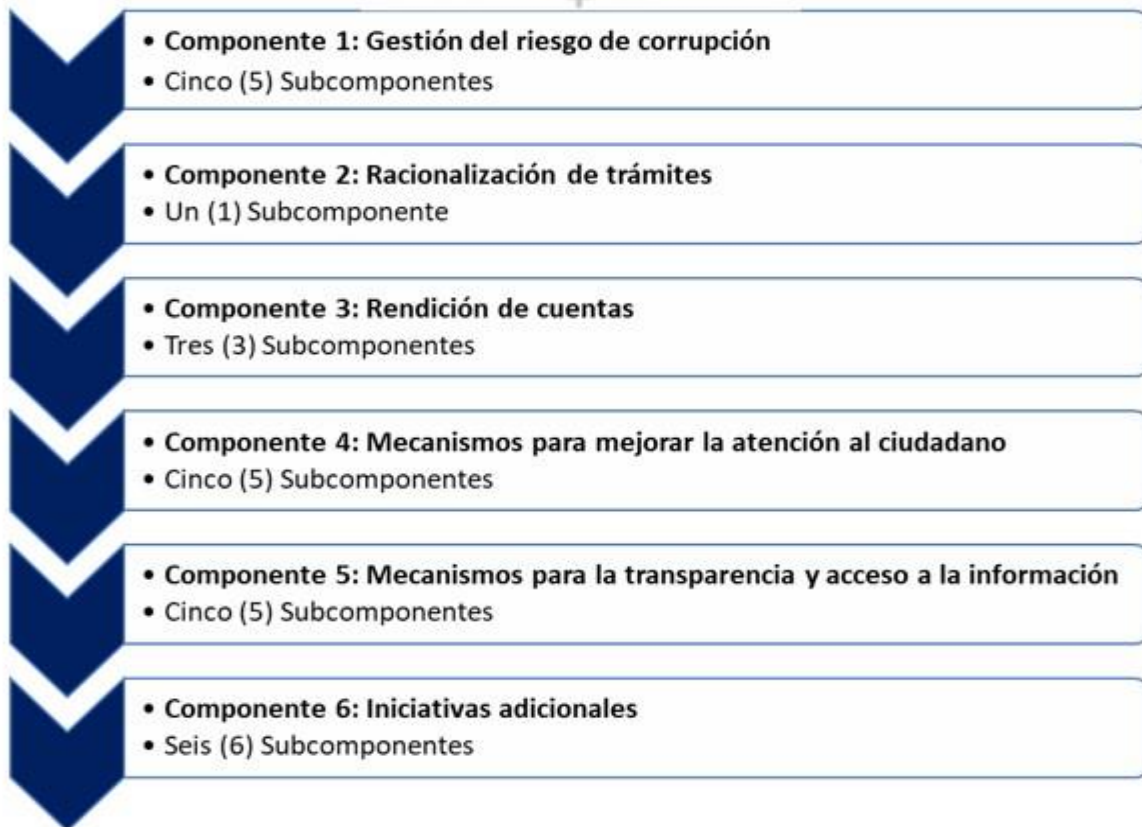 • Componente 1: Gestión del riesgo de corrupción
• Cinco (5) Subcomponentes
• Componente 2: Racionalización de trámites
• Un (1) Subcomponente
• Componente 3: Rendición de cuentas
• Tres (3) Subcomponentes
• Componente 4: Mecanismos para mejorar la atención al ciudadano
• Cinco (5) Subcomponentes
• Componente 5: Mecanismos para la transparencia y acceso a la información
• Cinco (5) Subcomponentes
• Componente 6: Iniciativas adicionales
• Seis (6) Subcomponentes